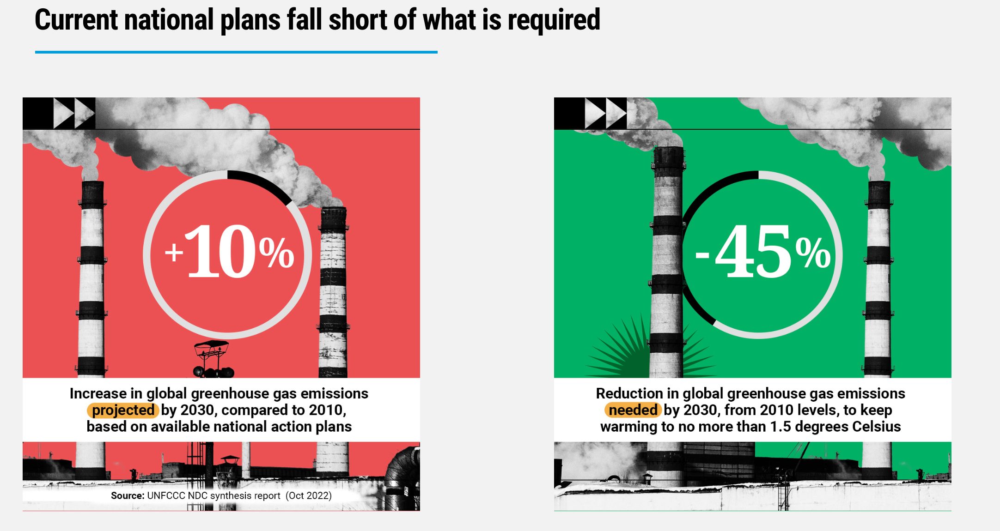 Current national plans fall short of what is required
+10%
Increase in global greenhouse gas emissions
projected by 2030, compared to 2010,
based on available national action plans
Source: UNFCCC NDC synthesis report (Oct 2022)
-45%
Reduction in global greenhouse gas emissions
needed by 2030, from 2010 levels, to keep
warming to no more than 1.5 degrees Celsius